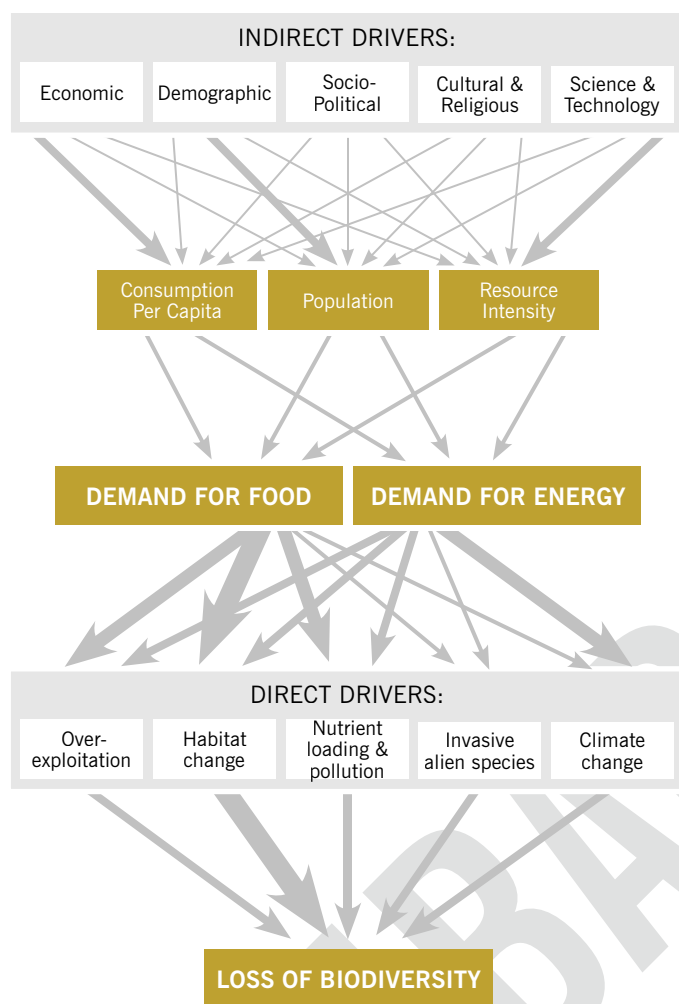 INDIRECT DRIVERS:
Economic
Demographic
Socio-
Political
Cultural &
Religious
Science &
Technology
Consumption
Per Capita
Population
Resource
Intensity
DEMAND FOR FOOD
DEMAND FOR ENERGY
DIRECT DRIVERS:
Over-
exploitation
Habitat
change
Nutrient
loading &
pollution
Invasive
alien species
Climate
change
LOSS OF BIODIVERSITY